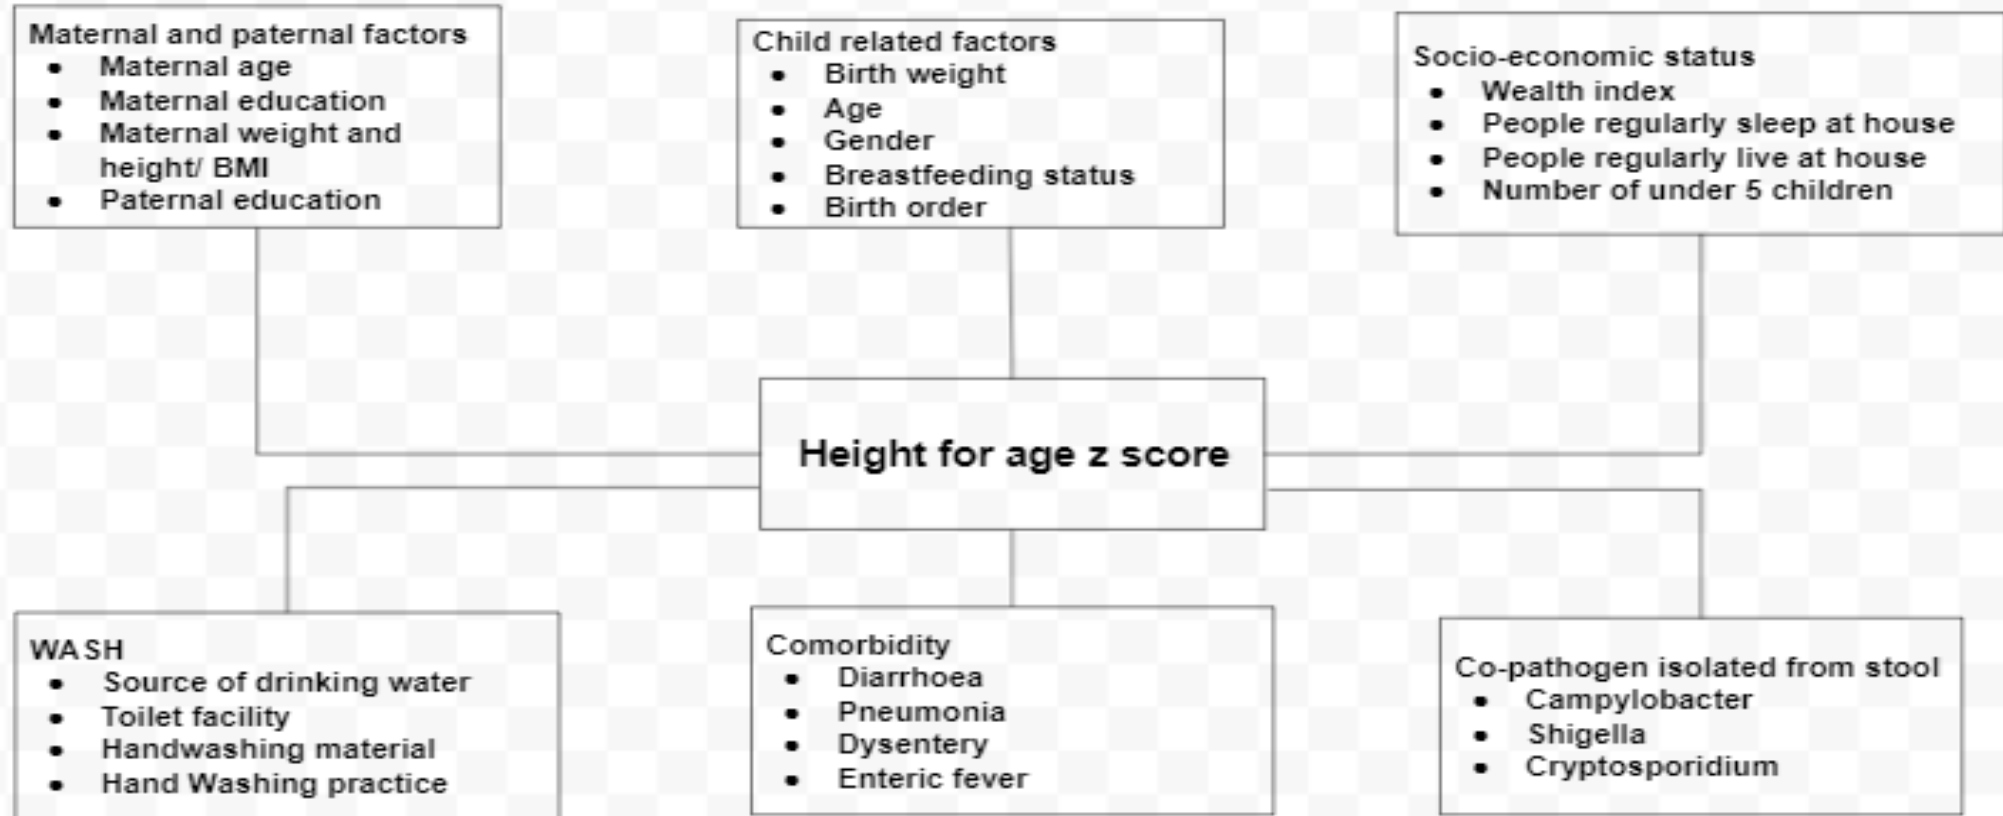 Maternal and paternal factors
• Maternal age
• Maternal education
• Maternal weight and
height/ BMI
• Paternal education
Child related factors
• Birth weight
• Age
• Gender
• Breastfeeding status
• Birth order
Socio-economic status
• Wealth index
• People regularly sleep at house
• People regularly live at house
• Number of under 5 children
Height for age z score
WASH
• Source of drinking water
• Toilet facility
• Handwashing material
• Hand Washing practice
Comorbidity
• Diarrhoea
• Pneumonia
• Dysentery
• Enteric fever
Co-pathogen isolated from stool
• Campylobacter
• Shigella
• Cryptosporidium